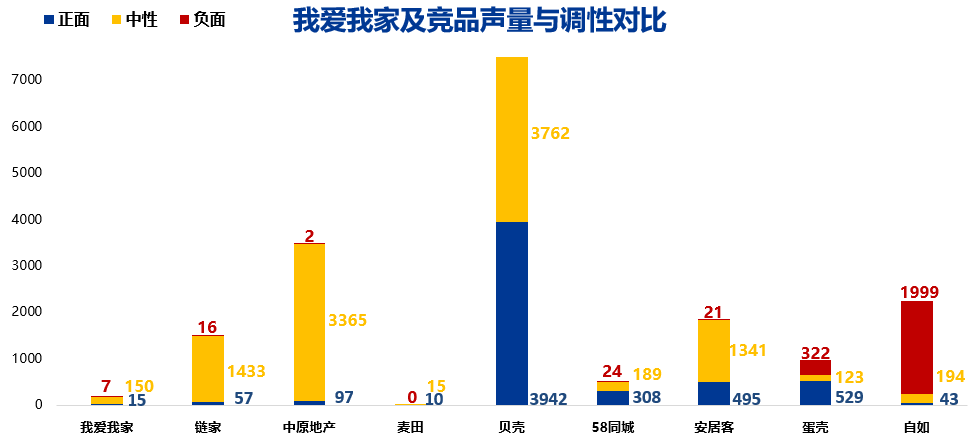 我爱我家及竞品声量与调性对比
正面 中性 负面
7000
6000
5000
4000
3000
2000
1000
0
7 150 15
16 1433 57
2 3365 97
0 15 10
3762 3942
24 189 308
21 1341 495
322 123 529
1999 194 43
我爱我家 链家 中原地产 麦田 贝壳 58同城 安居客 蛋壳 自如